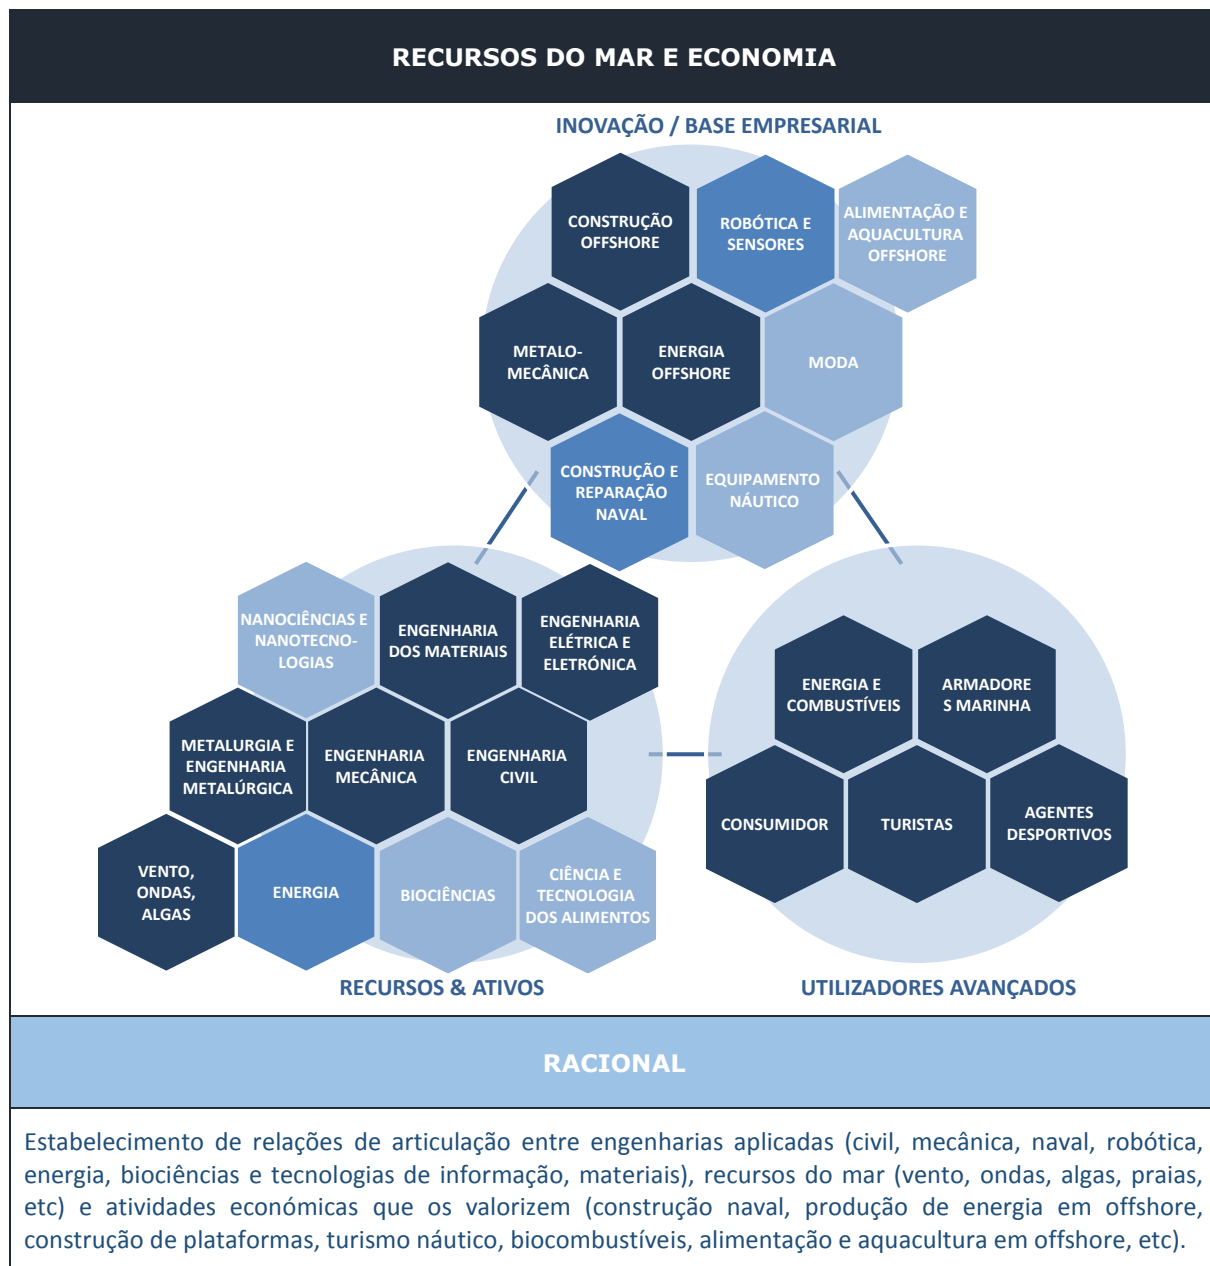 RECURSOS DO MAR E ECONOMIA
INOVAÇÃO / BASE EMPRESARIAL
CONSTRUÇÃO
OFFSHORE
ROBÓTICA E
SENSORES
ALIMENTAÇÃO E
AQUACULTURA
OFFSHORE
METALO-
MECÂNICA
ENERGIA
OFFSHORE
MODA
CONSTRUÇÃO E
REPARAÇÃO
NAVAL
EQUIPAMENTO
NÁUTICO
NANOCIÊNCIAS E
NANOTECNO-
LOGIAS
ENGENHARIA
DOS MATERIAIS
ENGENHARIA
ELÉTRICA E
ELETRÓNICA
METALURGIA E
ENGENHARIA
METALÚRGICA
ENGENHARIA
MECÂNICA
ENGENHARIA
CIVIL
VENTO,
ONDAS,
ALGAS
ENERGIA
BIOCIÊNCIAS
CIÊNCIA E
TECNOLOGIA
DOS ALIMENTOS
RECURSOS & ATIVOS
ENERGIA E
COMBUSTÍVEIS
ARMADORE
S MARINHA
CONSUMIDOR
TURISTAS
AGENTES
DESPORTIVOS
UTILIZADORES AVANÇADOS
RACIONAL
Estabelecimento de relações de articulação entre engenharias aplicadas (civil, mecânica, naval, robótica,
energia, biociências e tecnologias de informação, materiais), recursos do mar (vento, ondas, algas, praias,
etc) e atividades económicas que os valorizem (construção naval, produção de energia em offshore,
construção de plataformas, turismo náutico, biocombustíveis, alimentação e aquacultura em offshore, etc).